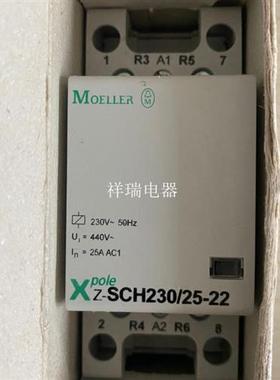 1 R3 A1 R5 7
MOELLER
祥瑞电器
230V~ 50Hz
Ui = 440V~
In = 25A AC1
Xpole
Z-SCH230/25-22
2 R4 A2 R6 8